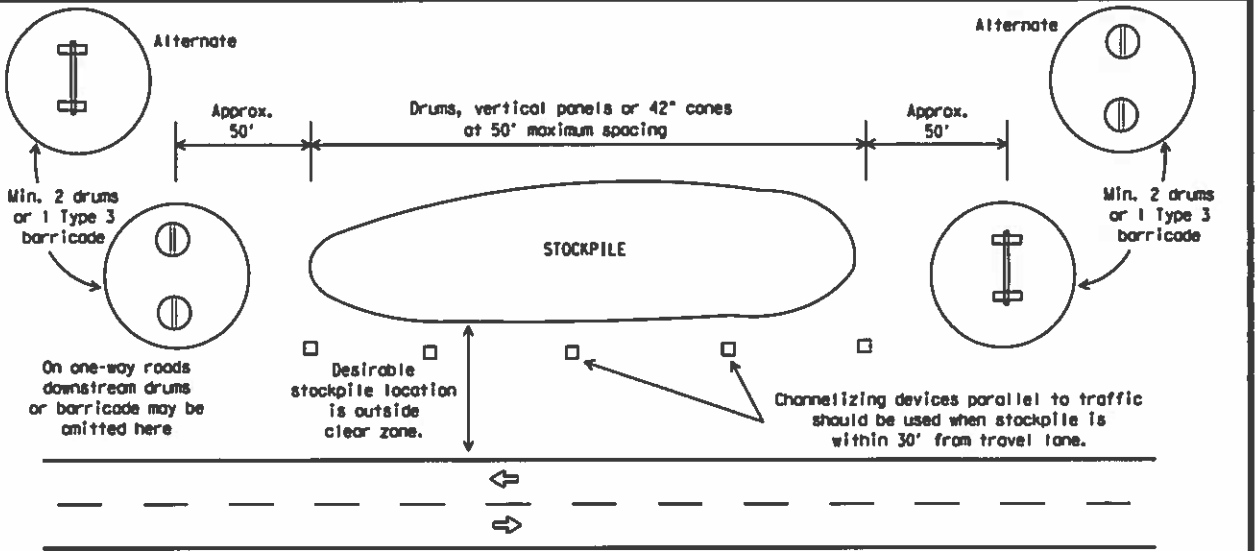 Alternate
Alternate
Approx.
50'
Drums, vertical panels or 42" cones
at 50' maximum spacing
Approx.
50'
Min. 2 drums
or 1 Type 3
barricade
Min. 2 drums
or 1 Type 3
barricade
STOCKPILE
On one-way roads
downstream drums
or barricade may be
omitted here
Desirable
stockpile location
is outside
clear zone.
Channelizing devices parallel to traffic
should be used when stockpile is
within 30' from travel lane.